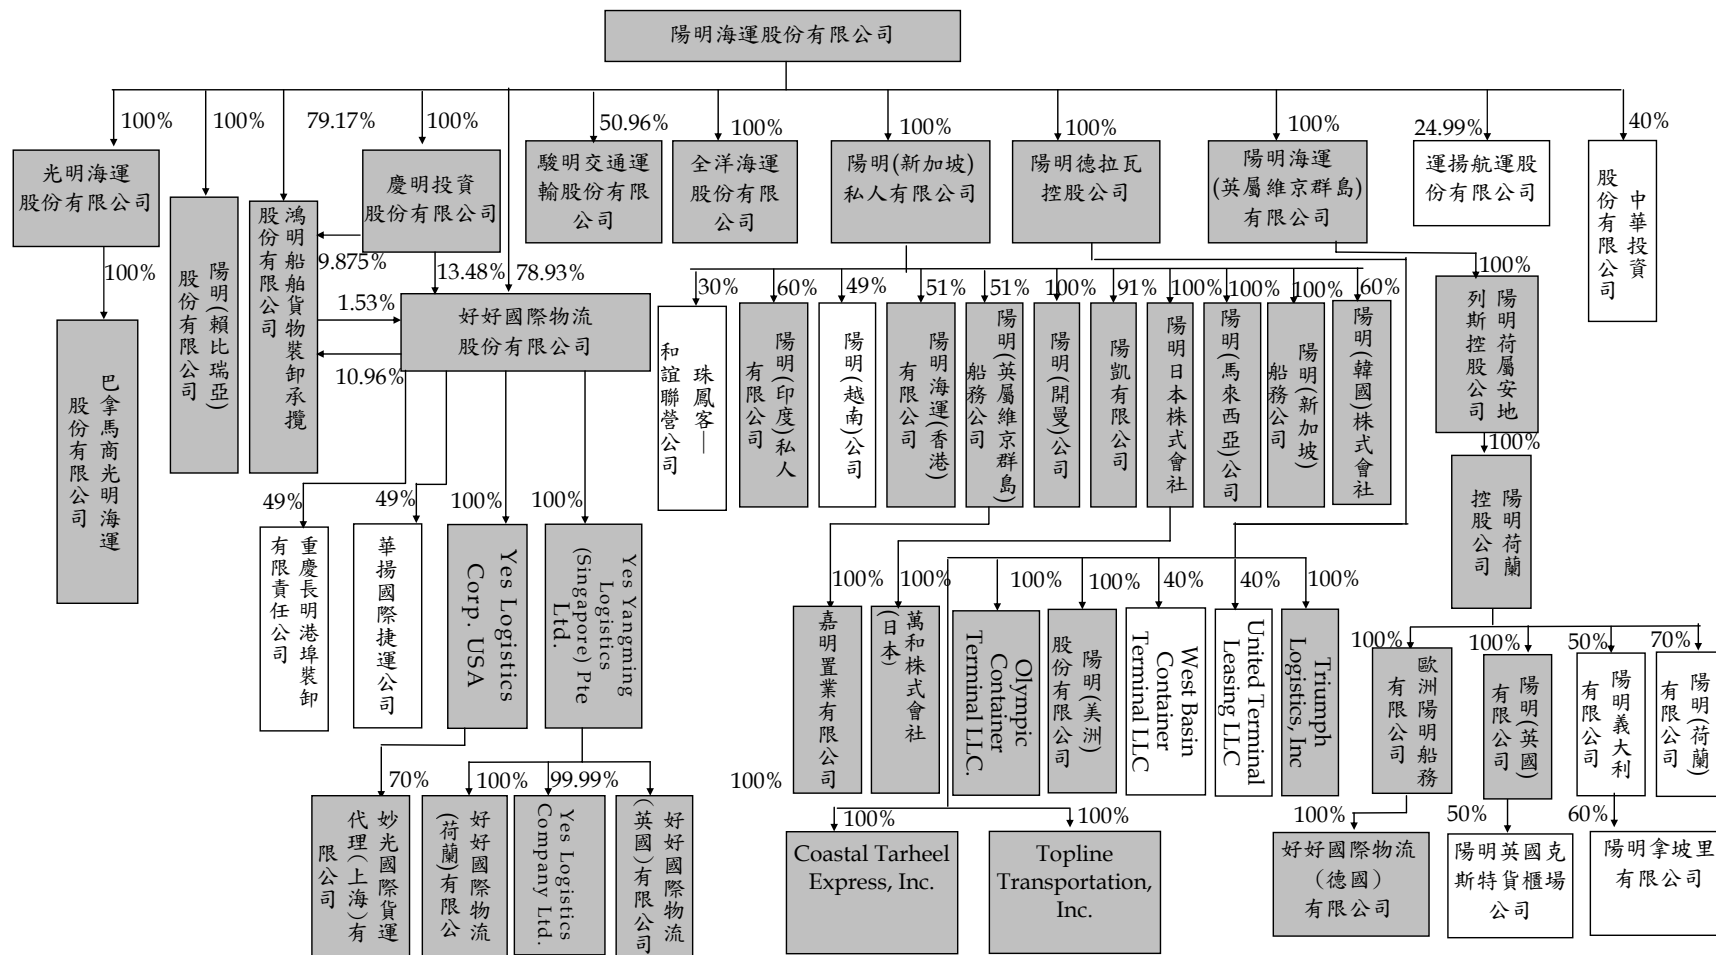 陽明海運股份有限公司
100%
100%
79.17%
100%
50.96%
100%
100%
100%
100%
24.99%
40%
光明海運
股份有限公司
陽明(賴比瑞亞)
股份有限公司
鴻明船舶貨物裝卸承攬
股份有限公司
慶明投資
股份有限公司
駿明交通運
輸股份有限
公司
全洋海運
股份有限
公司
陽明(新加坡)
私人有限公司
陽明德拉瓦
控股公司
陽明海運
(英屬維京群島)
有限公司
運揚航運股
份有限公司
中華投資
股份有限公司
100%
9.875%
13.48%
78.93%
1.53%
10.96%
好好國際物流
股份有限公司
巴拿馬商光明海運
股份有限公司
30%
60%
49%
51%
51%
100%
91%
100%
100%
100%
60%
100%
珠鳳客—
和誼聯營公司
陽明(印度)私人
有限公司
陽明(越南)公司
陽明海運(香港)
有限公司
陽明(英屬維京群島)
船務公司
陽明(開曼)公司
陽凱有限公司
陽明日本株式會社
陽明(馬來西亞)公司
陽明(新加坡)
船務公司
陽明(韓國)株式會社
陽明荷屬安地
列斯控股公司
100%
陽明荷蘭
控股公司
49%
49%
100%
100%
重慶長明港埠裝卸
有限責任公司
華揚國際捷運公司
Yes Logistics
Corp. USA
Yes Yangming
Logistics
(Singapore) Pte
Ltd.
100%
100%
100%
100%
40%
40%
100%
嘉明置業有限公司
萬和株式會社
(日本)
Olympic
Container
Terminal LLC.
陽明(美洲)
股份有限公司
West Basin
Container
Terminal LLC
United Terminal
Leasing LLC
Triumph
Logistics, Inc
100%
100%
50%
70%
歐洲陽明船務
有限公司
陽明(英國)
有限公司
陽明義大利
有限公司
陽明(荷蘭)
有限公司
70%
100%
99.99%
100%
妙光國際貨運
代理(上海)有
限公司
好好國際物流
(荷蘭)有限公
Yes Logistics
Company Ltd.
好好國際物流
(英國)有限公司
100%
100%
Coastal Tarheel
Express, Inc.
Topline
Transportation,
Inc.
100%
50%
60%
好好國際物流
(德國)
有限公司
陽明英國克
斯特貨櫃場
公司
陽明拿坡里
有限公司